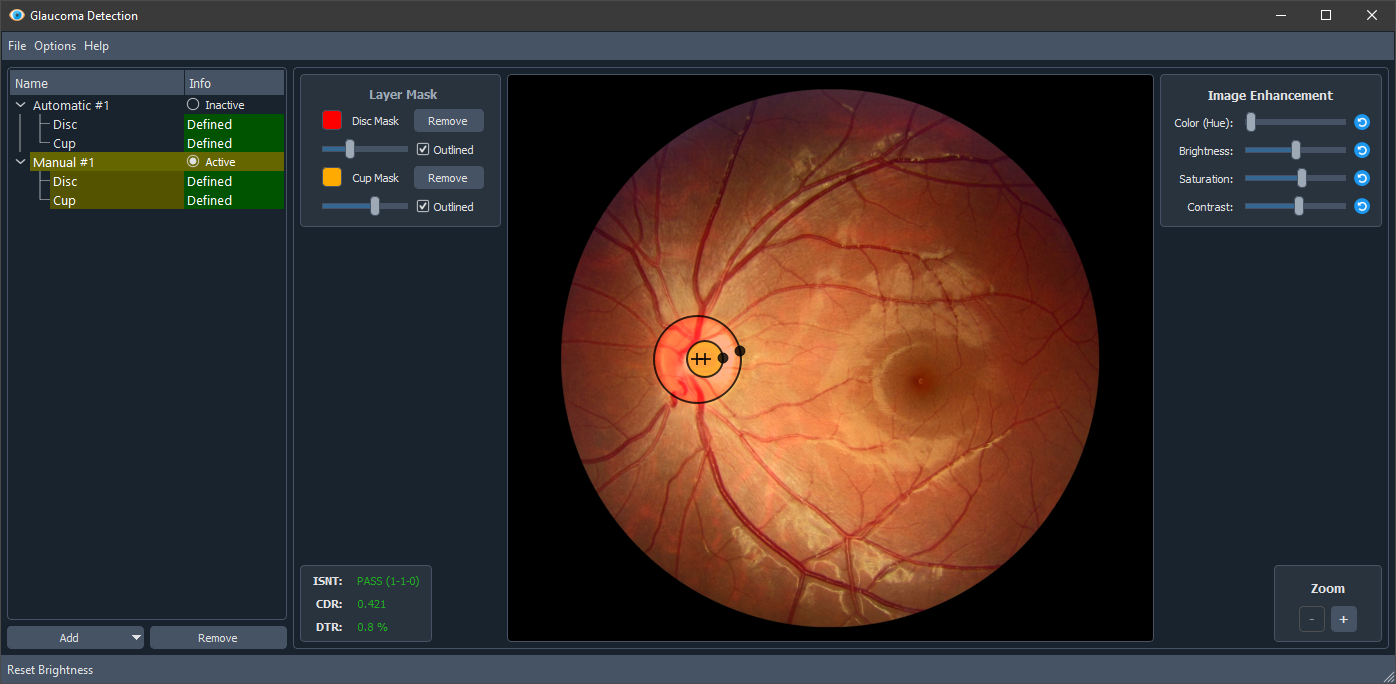 Glaucoma Detection
File Options Help
Name Info
Automatic #1 Inactive
Disc Defined
Cup Defined
Manual #1 Active
Disc Defined
Cup Defined
Add Remove
Layer Mask
Disc Mask Remove
Outlined
Cup Mask Remove
Outlined
ISNT: PASS (1-1-0)
CDR: 0.421
DTR: 0.8 %
Image Enhancement
Color (Hue):
Brightness:
Saturation:
Contrast:
Zoom
- +
Reset Brightness